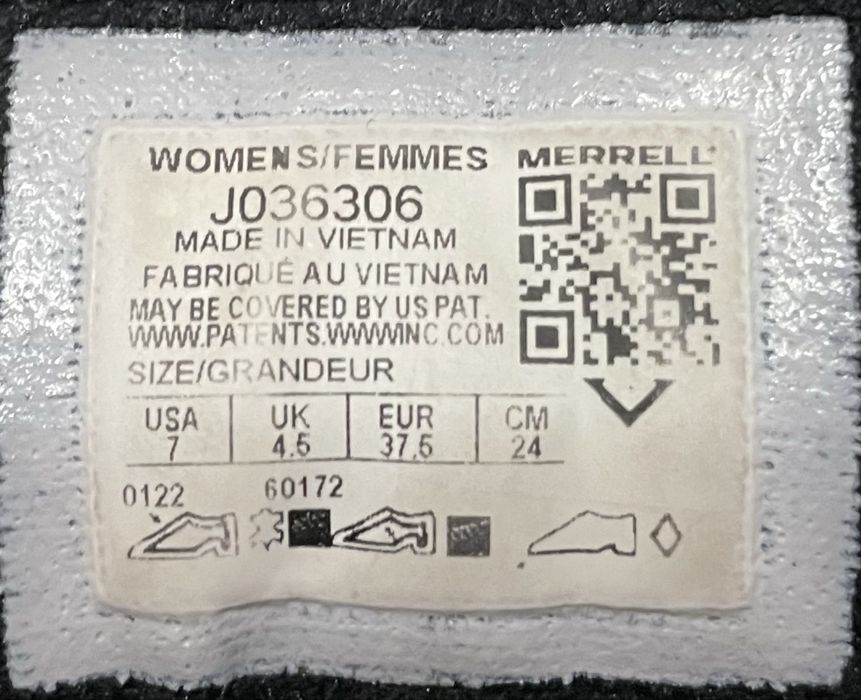 WOMENS/FEMMES
MERRELL
J036306
MADE IN VIETNAM
FABRIQUÉ AU VIETNAM
MAY BE COVERED BY US PAT.
WWW.PATENTS.WWWINC.COM
SIZE/GRANDEUR
USA UK EUR CM
7 4.5 37.5 24
0122 60172